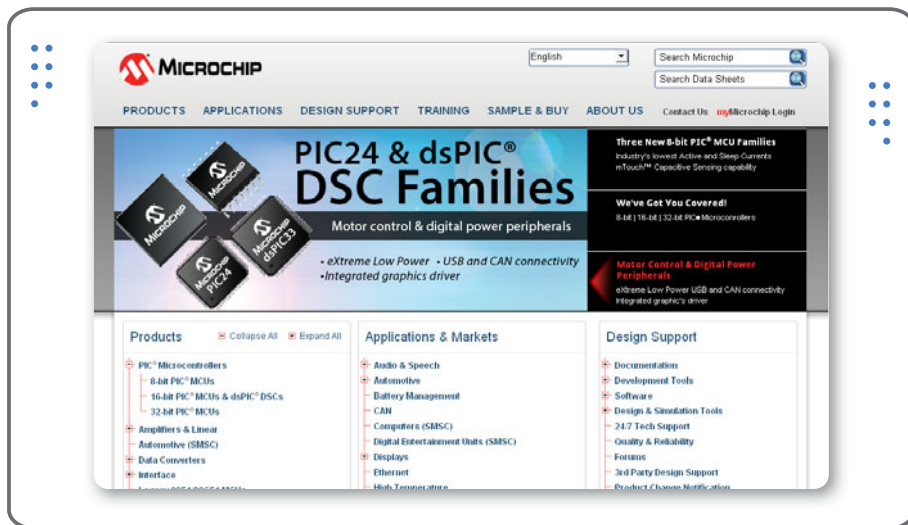 MICROCHIP
English
Search Microchip
Search Data Sheets
PRODUCTS APPLICATIONS DESIGN SUPPORT TRAINING SAMPLE & BUY ABOUT US Contact Us myMicrochip Login
PIC24 & dsPIC®
DSC Families
Motor control & digital power peripherals
• eXtreme Low Power • USB and CAN connectivity
•Integrated graphics driver
MICROCHIP
MICROCHIP
MICROCHIP
dsPIC33
MICROCHIP
PIC24
Three New 8-bit PIC® MCU Families
Industry's lowest Active and Sleep Currents
mTouch™ Capacitive Sensing capability
We've Got You Covered!
8-bit | 16-bit | 32-bit PIC® Microconrollers
Motor Control & Digital Power
Peripherals
eXtreme Low Power USB and CAN connectivity
Integrated graphic's driver
Products Collapse All Expand All
PIC® Microcontrollers
8-bit PIC® MCUs
16-bit PIC® MCUs & dsPIC® DSCs
32-bit PIC® MCUs
Amplifiers & Linear
Automotive (SMSC)
Data Converters
Interface
Applications & Markets
Audio & Speech
Automotive
Battery Management
CAN
Computers (SMSC)
Digital Entertainment Units (SMSC)
Displays
Ethernet
High Temperature
Design Support
Documentation
Development Tools
Software
Design & Simulation Tools
24/7 Tech Support
Quality & Reliability
Forums
3rd Party Design Support
Product Change Notification